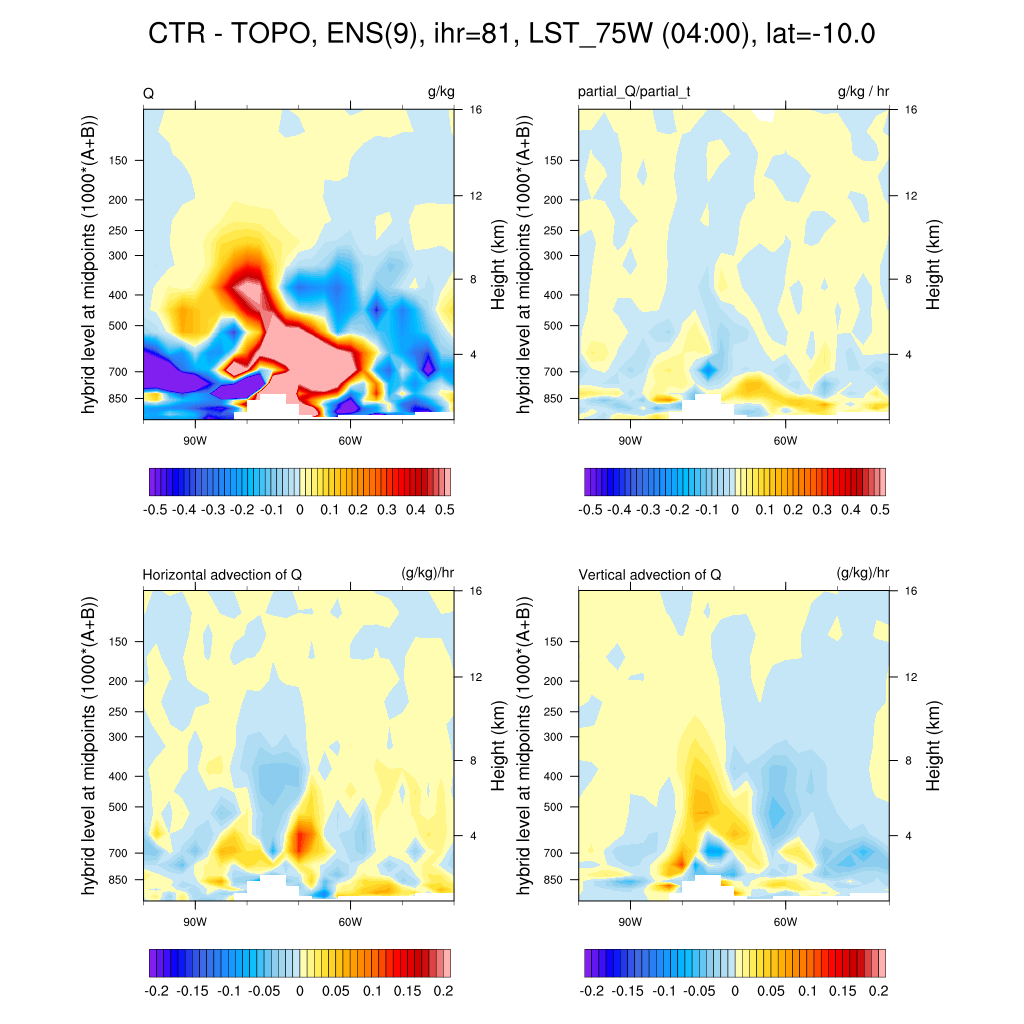 CTR - TOPO, ENS(9), ihr=81, LST_75W (04:00), lat=-10.0
Q g/kg
hybrid level at midpoints (1000*(A+B))
150
200
250
300
400
500
700
850
16
12
8
4
Height (km)
90W 60W
-0.5 -0.4 -0.3 -0.2 -0.1 0 0.1 0.2 0.3 0.4 0.5
partial_Q/partial_t g/kg / hr
hybrid level at midpoints (1000*(A+B))
150
200
250
300
400
500
700
850
16
12
8
4
Height (km)
90W 60W
-0.5 -0.4 -0.3 -0.2 -0.1 0 0.1 0.2 0.3 0.4 0.5
Horizontal advection of Q (g/kg)/hr
hybrid level at midpoints (1000*(A+B))
150
200
250
300
400
500
700
850
16
12
8
4
Height (km)
90W 60W
-0.2 -0.15 -0.1 -0.05 0 0.05 0.1 0.15 0.2
Vertical advection of Q (g/kg)/hr
hybrid level at midpoints (1000*(A+B))
150
200
250
300
400
500
700
850
16
12
8
4
Height (km)
90W 60W
-0.2 -0.15 -0.1 -0.05 0 0.05 0.1 0.15 0.2